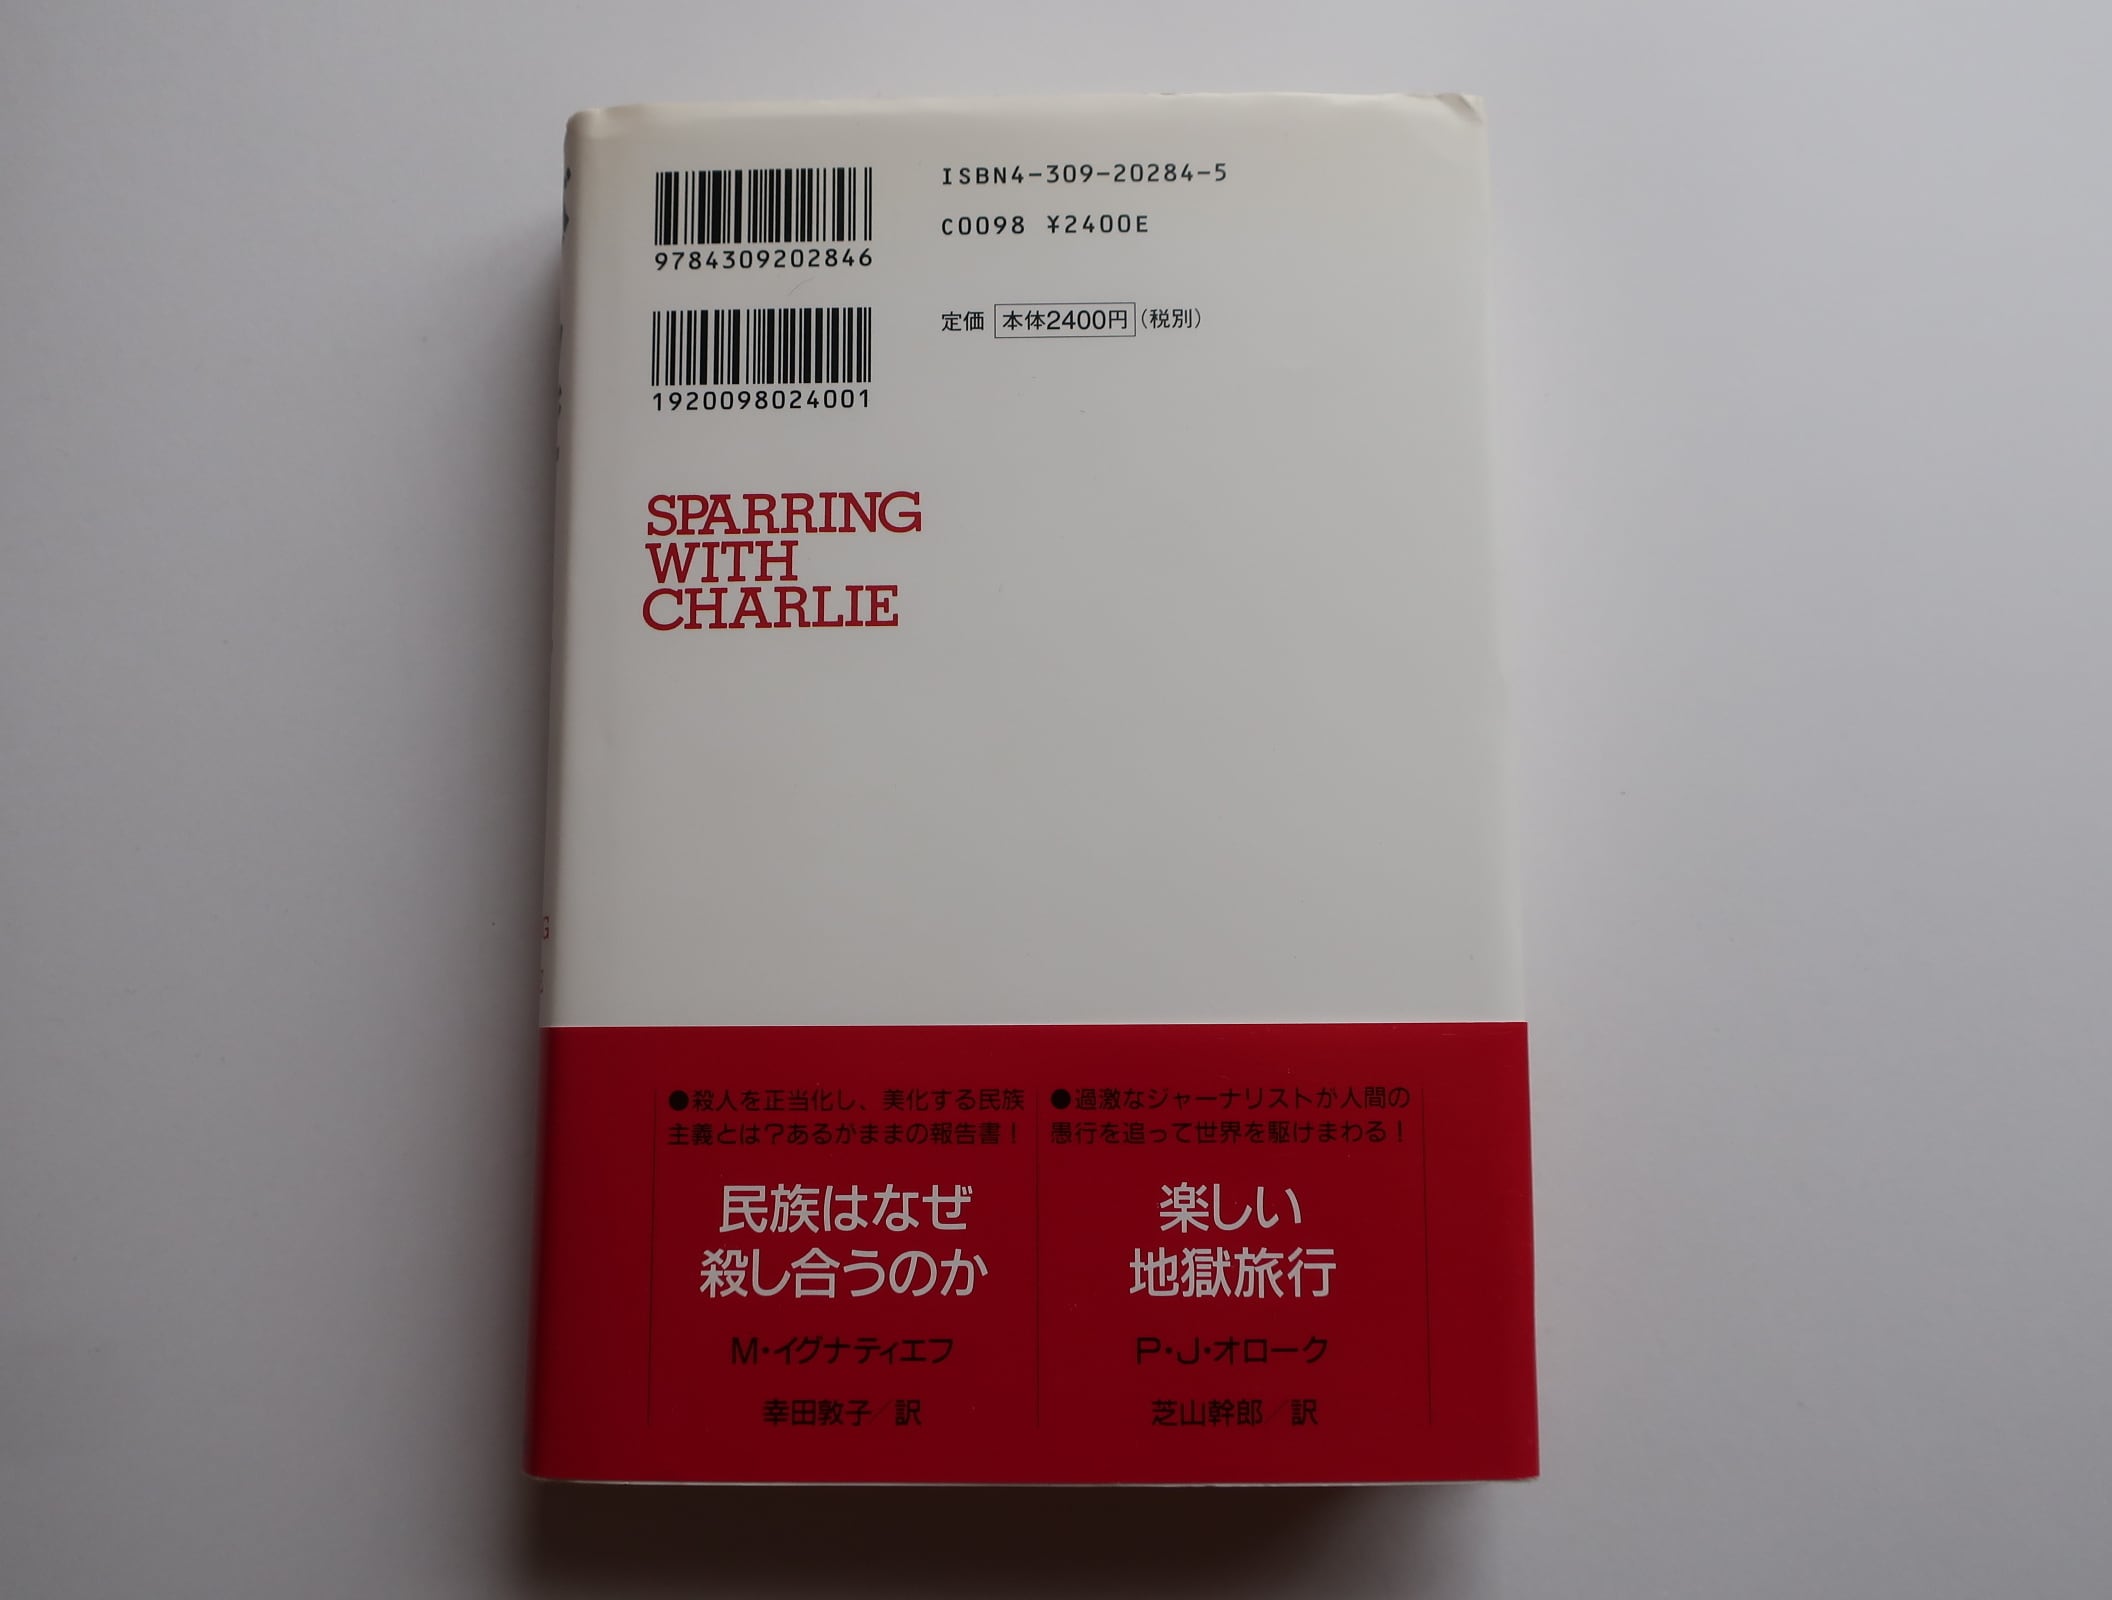 9784309202846
1920098024001
ISBN4-309-20284-5
C0098 ¥2400E
定価 本体2400円(税別)
SPARRING
WITH
CHARLIE
G
E
●殺人を正当化し、美化する民族
主義とは?あるがままの報告書!
民族はなぜ
殺し合うのか
M・イグナティエフ
幸田敦子/訳
●過激なジャーナリストが人間の
愚行を追って世界を駆けまわる!
楽しい
地獄旅行
P・J・オローク
芝山幹郎/訳